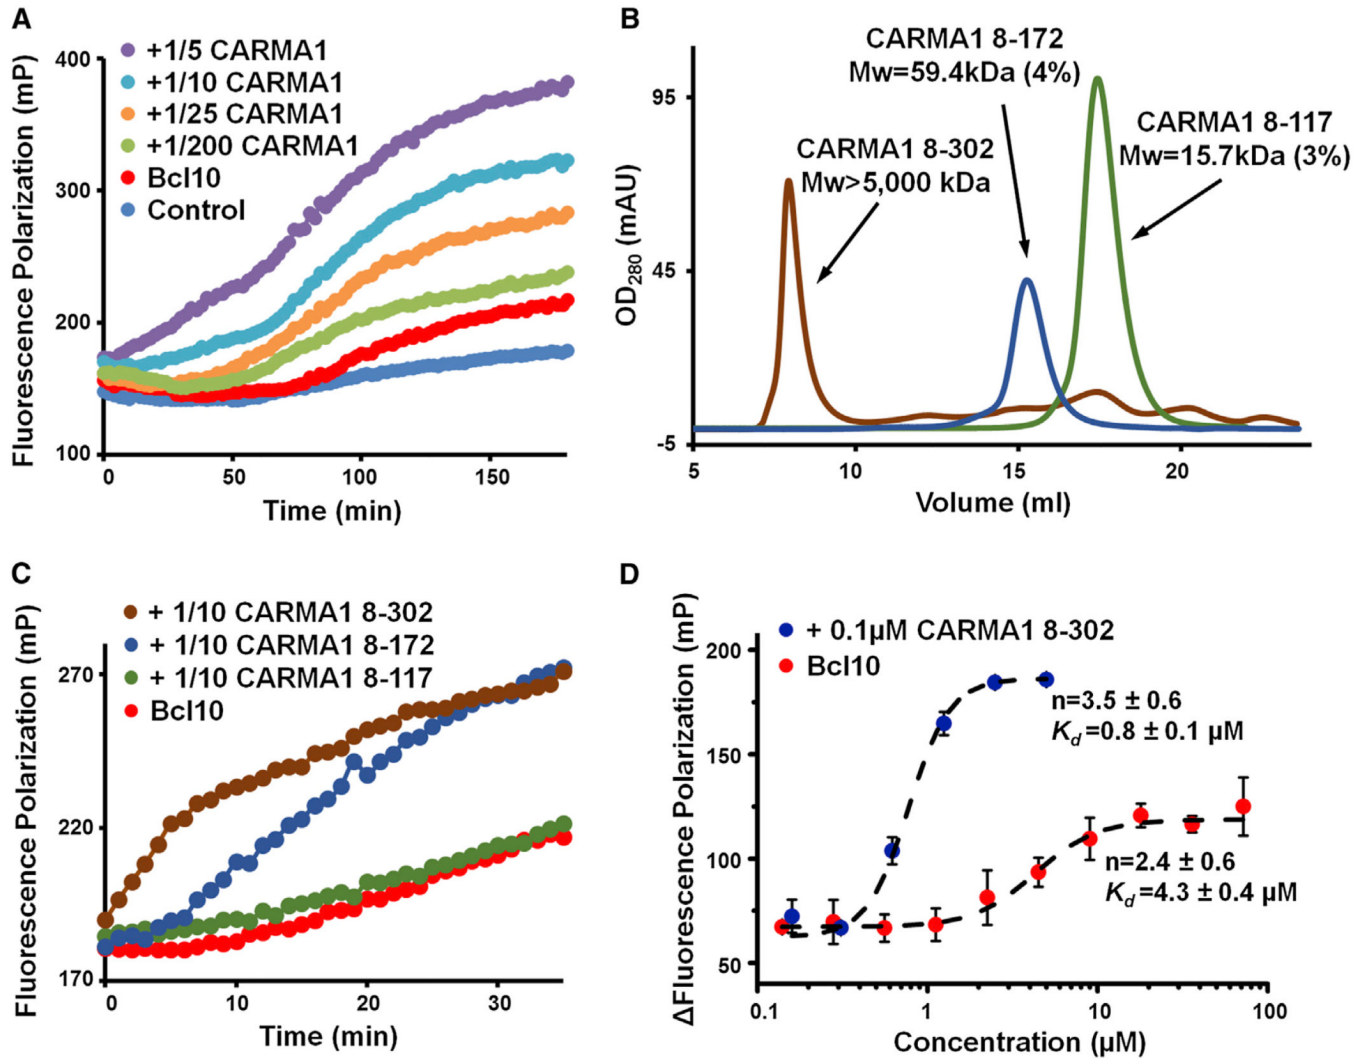 A
+1/5 CARMA1
+1/10 CARMA1
+1/25 CARMA1
+1/200 CARMA1
Bcl10
Control
Fluorescence Polarization (mP)
400
300
200
100
0
50
100
150
Time (min)
B
CARMA1 8-172
Mw=59.4kDa (4%)
CARMA1 8-117
Mw=15.7kDa (3%)
CARMA1 8-302
Mw>5,000 kDa
OD280 (mAU)
95
45
-5
5
10
15
20
Volume (ml)
C
+ 1/10 CARMA1 8-302
+ 1/10 CARMA1 8-172
+ 1/10 CARMA1 8-117
Bcl10
Fluorescence Polarization (mP)
270
220
170
0
10
20
30
Time (min)
D
+ 0.1µM CARMA1 8-302
Bcl10
ΔFluorescence Polarization (mP)
200
150
100
50
n=3.5 ± 0.6
Kd=0.8 ± 0.1 µM
n=2.4 ± 0.6
Kd=4.3 ± 0.4 µM
0.1
1
10
100
Concentration (µM)